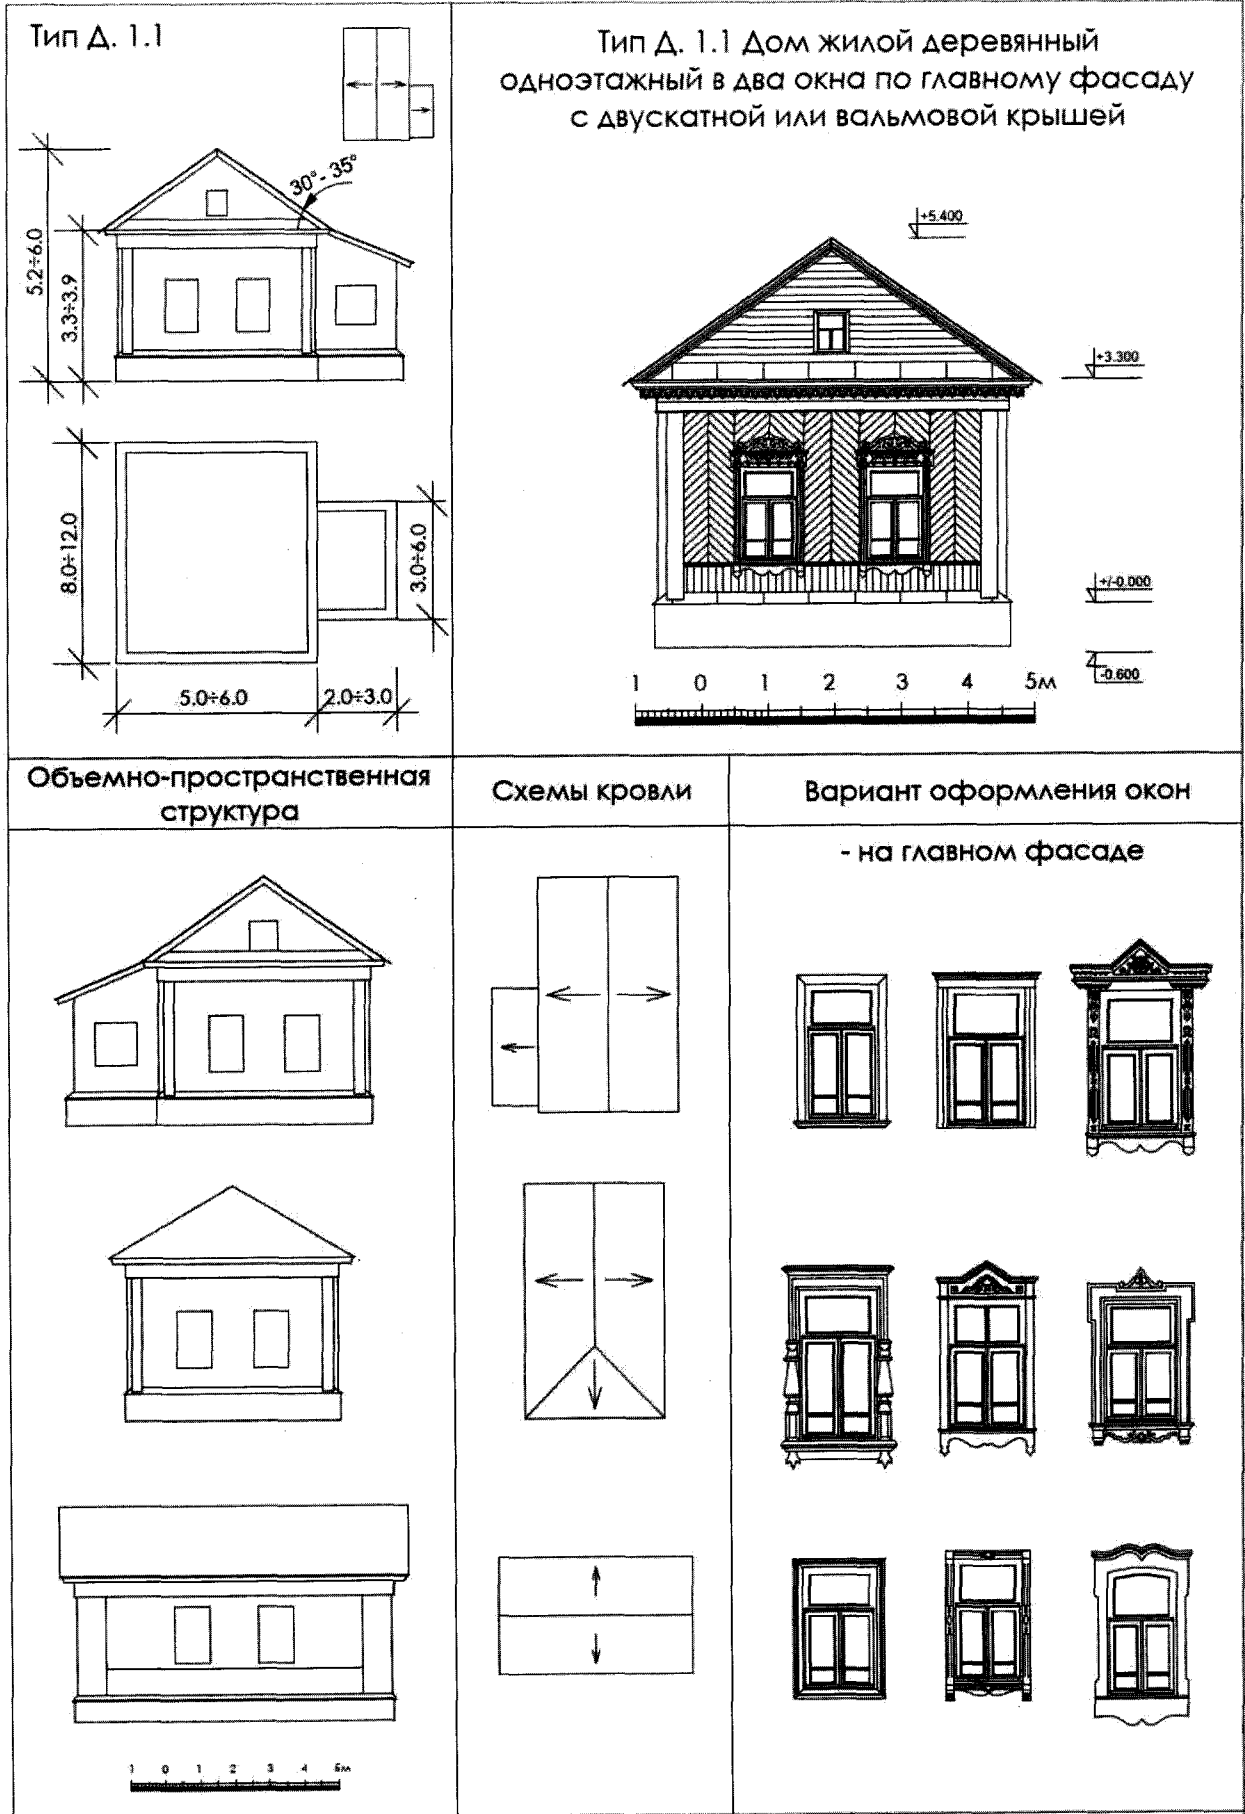 Тип Д. 1.1
30°- 35°
5.2÷6.0
3.3÷3.9
8.0÷12.0
3.0÷6.0
5.0÷6.0
2.0÷3.0
Тип Д. 1.1 Дом жилой деревянный
одноэтажный в два окна по главному фасаду
с двускатной или вальмовой крышей
+5.400
+3.300
+/-0.000
-0.600
1 0 1 2 3 4 5м
Объемно-пространственная
структура
Схемы кровли
Вариант оформления окон
- на главном фасаде
1 0 1 2 3 4 5м